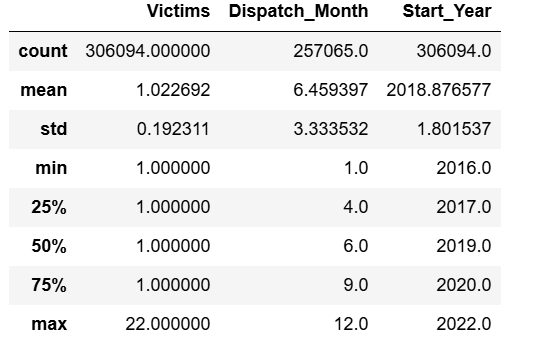 Victims Dispatch_Month Start_Year
count 306094.000000 257065.0 306094.0
mean 1.022692 6.459397 2018.876577
std 0.192311 3.333532 1.801537
min 1.000000 1.0 2016.0
25% 1.000000 4.0 2017.0
50% 1.000000 6.0 2019.0
75% 1.000000 9.0 2020.0
max 22.000000 12.0 2022.0